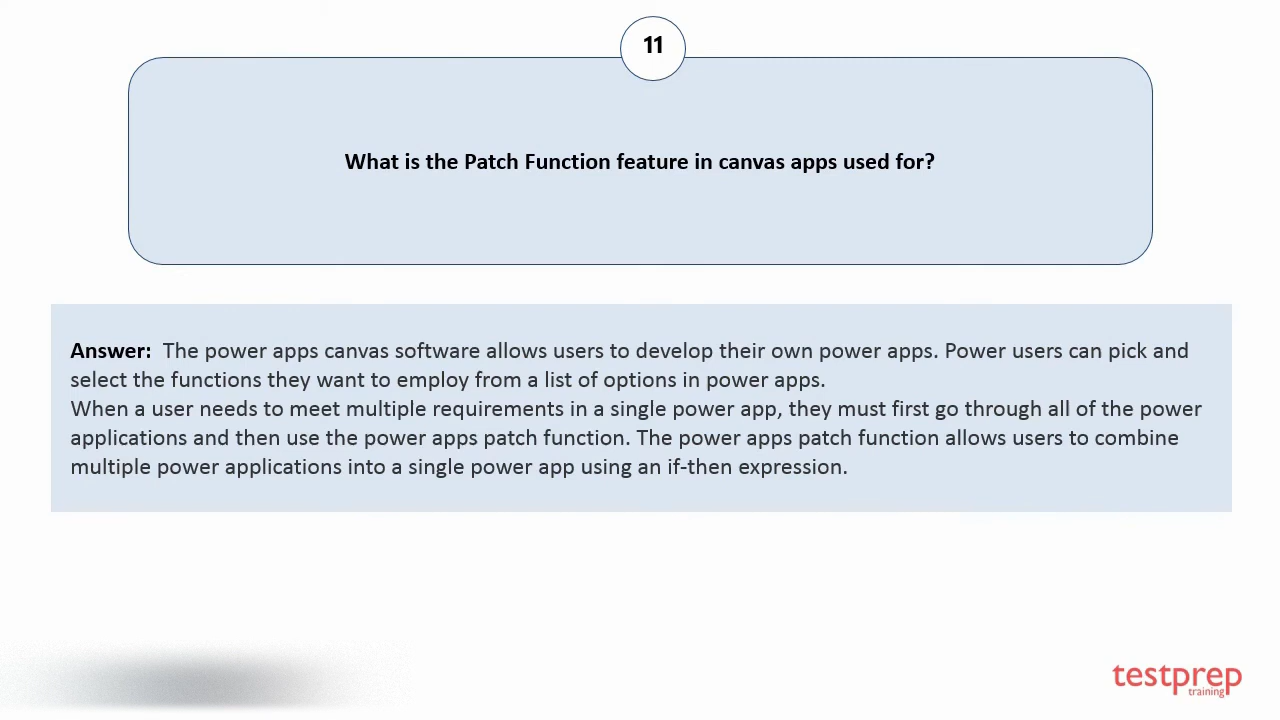 11
What is the Patch Function feature in canvas apps used for?
Answer: The power apps canvas software allows users to develop their own power apps. Power users can pick and
select the functions they want to employ from a list of options in power apps.
When a user needs to meet multiple requirements in a single power app, they must first go through all of the power
applications and then use the power apps patch function. The power apps patch function allows users to combine
multiple power applications into a single power app using an if-then expression.
testprep
training